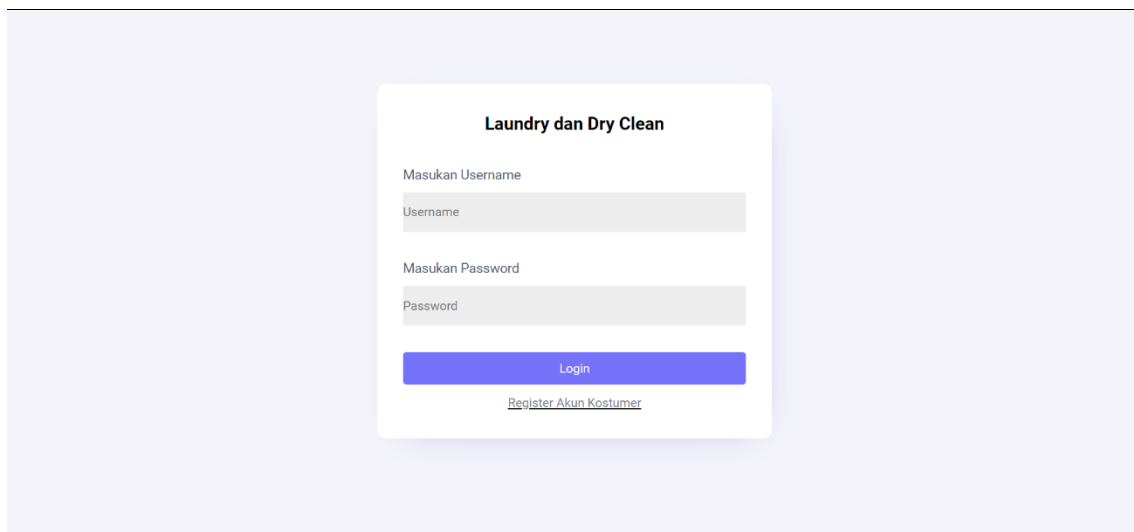 Laundry dan Dry Clean
Masukan Username
Username
Masukan Password
Password
Login
Register Akun Kostumer